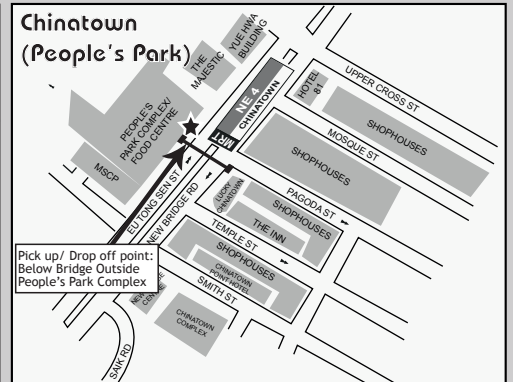 Chinatown
(People's Park)
YUE HWA
BUILDING
THE
MAJESTIC
NE 4
CHINATOWN
MRT
HOTEL
81
UPPER CROSS ST
SHOPHOUSES
MOSQUE ST
SHOPHOUSES
PEOPLE'S
PARK COMPLEX/
FOOD CENTRE
MSCP
EU TONG SEN ST
NEW BRIDGE RD
PAGODA ST
LUCKY
CHINATOWN
SHOPHOUSES
THE INN
TEMPLE ST
SHOPHOUSES
CHINATOWN
POINT HOTEL
SMITH ST
Pick up/ Drop off point:
Below Bridge Outside
People's Park Complex
CHINATOWN
COMPLEX
SAIK RD